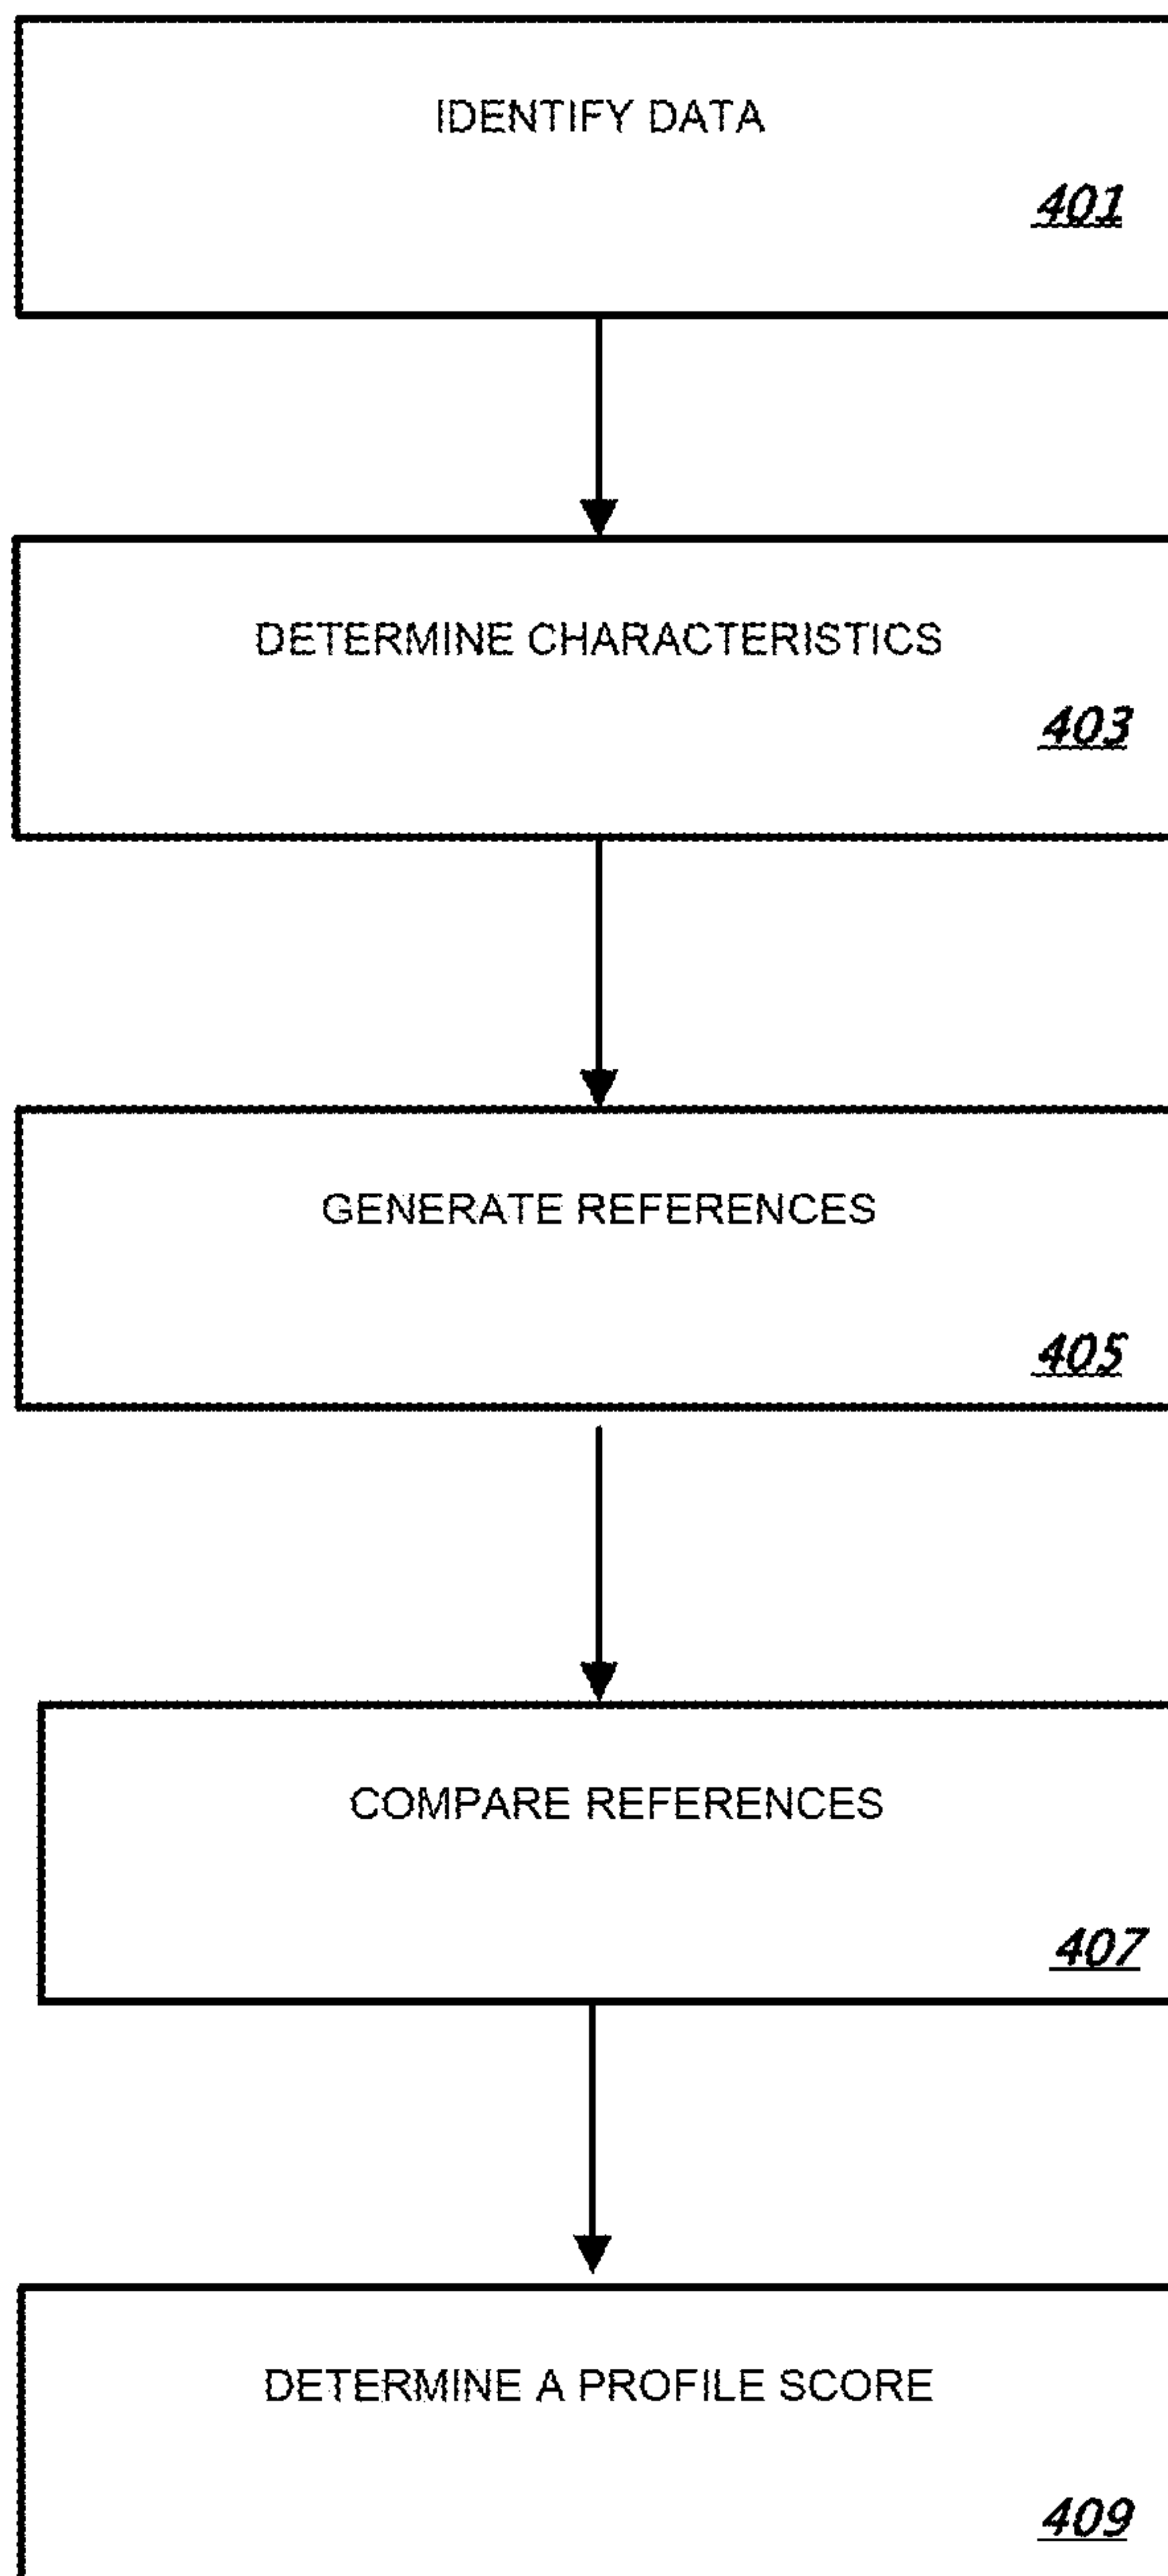 IDENTIFY DATA
401
DETERMINE CHARACTERISTICS
403
GENERATE REFERENCES
405
COMPARE REFERENCES
407
DETERMINE A PROFILE SCORE
409